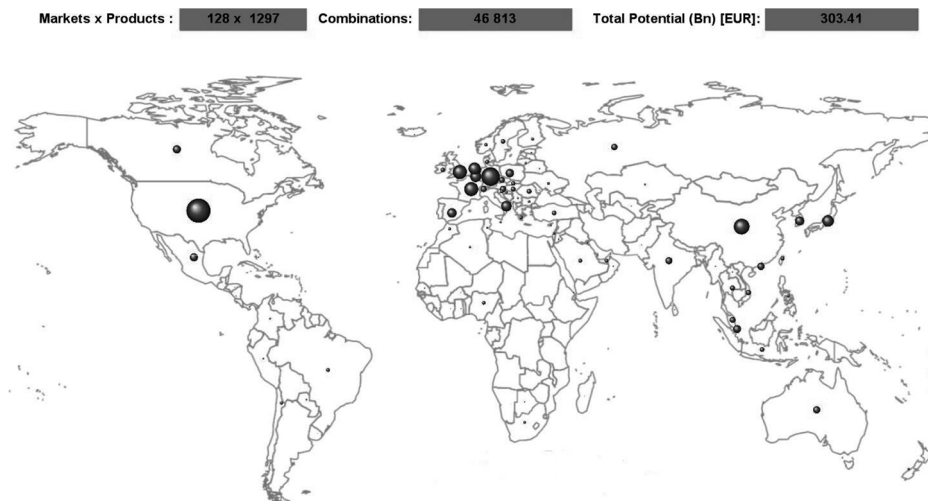 Markets x Products : 128 x 1297 Combinations: 46 813 Total Potential (Bn) [EUR]: 303.41